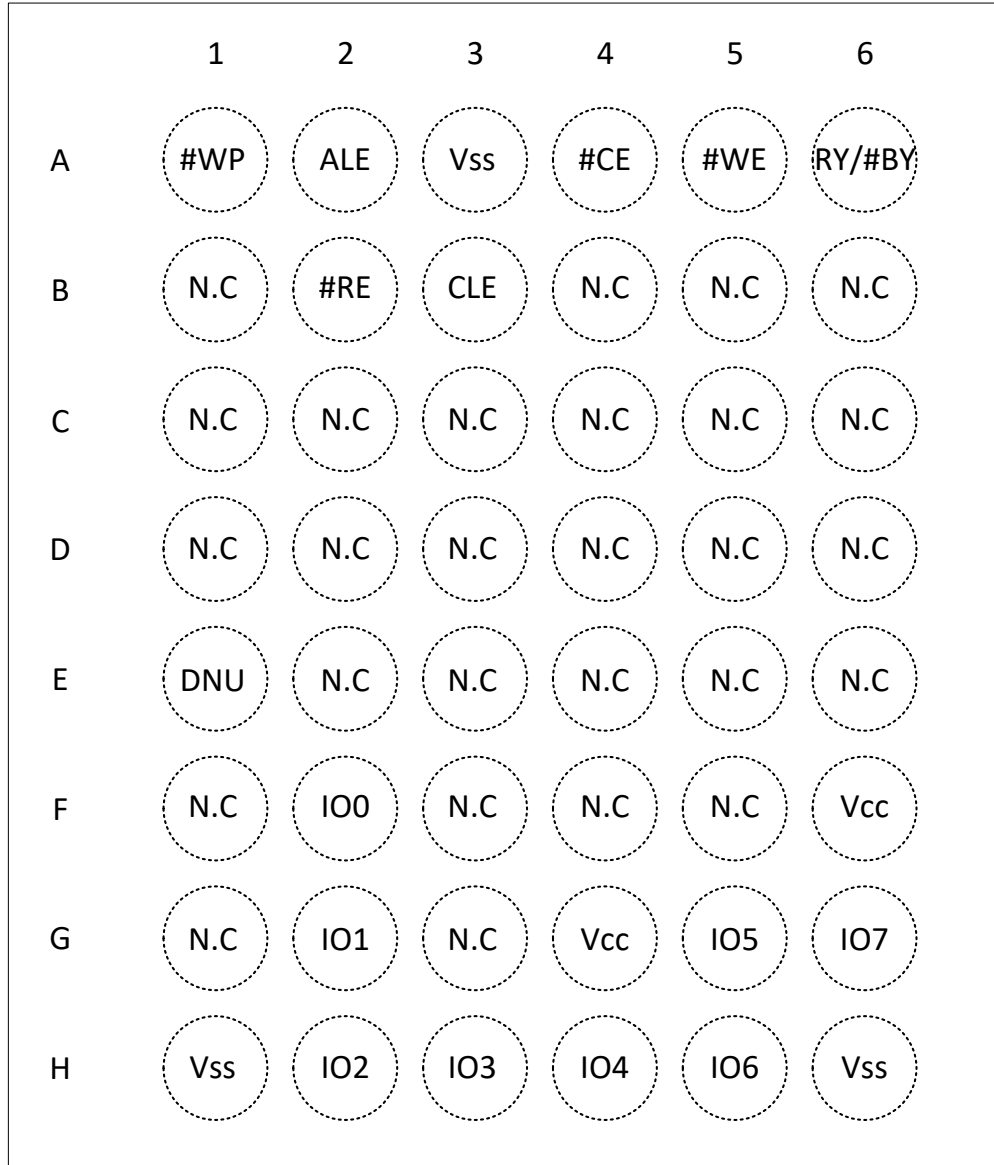 1 2 3 4 5 6
A #WP ALE Vss #CE #WE RY/#BY
B N.C #RE CLE N.C N.C N.C
C N.C N.C N.C N.C N.C N.C
D N.C N.C N.C N.C N.C N.C
E DNU N.C N.C N.C N.C N.C
F N.C IO0 N.C N.C N.C Vcc
G N.C IO1 N.C Vcc IO5 IO7
H Vss IO2 IO3 IO4 IO6 Vss